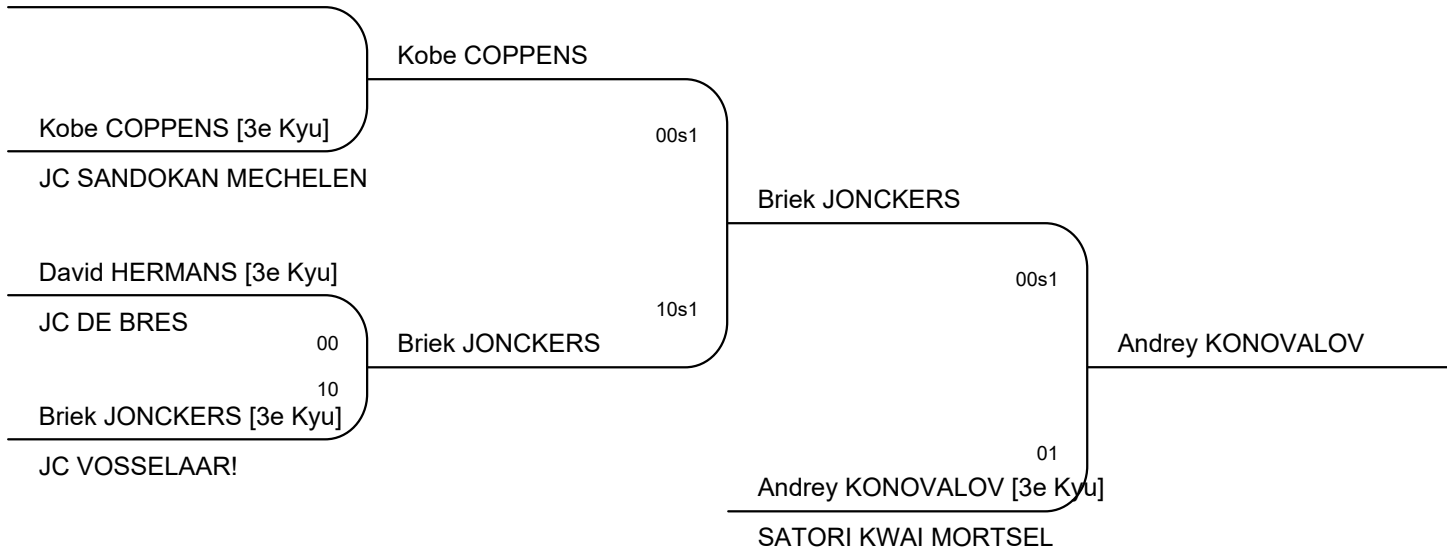 Kobe COPPENS
Kobe COPPENS [3e Kyu]
JC SANDOKAN MECHELEN
00s1
Briek JONCKERS
David HERMANS [3e Kyu]
JC DE BRES
00
10
Briek JONCKERS [3e Kyu]
JC VOSSELAAR!
10s1
Briek JONCKERS
00s1
Andrey KONOVALOV
01
Andrey KONOVALOV [3e Kyu]
SATORI KWAI MORTSEL